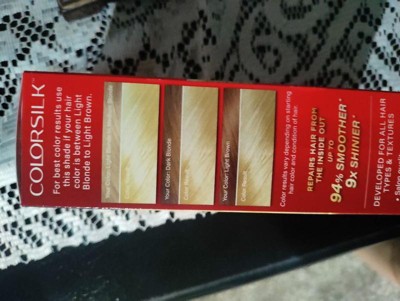 COLORSILK™
For best color results use
this shade if your hair
color is between Light
Blonde to Light Brown.
Your Color: Light Blonde
Color Result
Your Color: Dark Blonde
Color Result
Your Color: Light Brown
Color Result
Color results vary depending on starting
hair color and condition of hair.
REPAIRS HAIR FROM
THE INSIDE OUT
UP TO
94% SMOOTHER*
9X SHINIER*
DEVELOPED FOR ALL HAIR
TYPES & TEXTURES